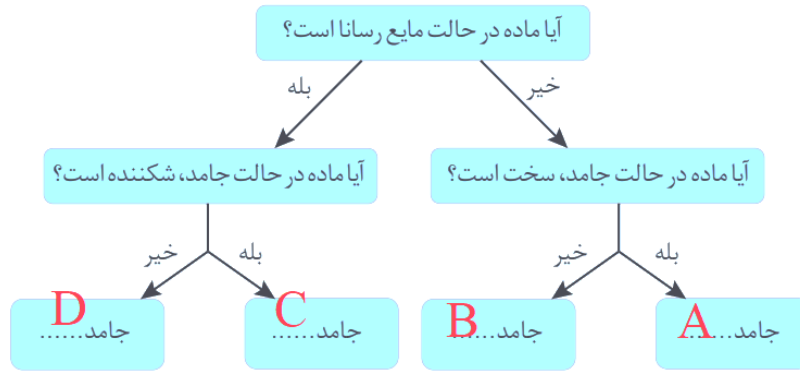 آیا ماده در حالت مایع رسانا است؟
خیر
بله
آیا ماده در حالت جامد، سخت است؟
آیا ماده در حالت جامد، شکننده است؟
بله
خیر
بله
خیر
جامد...... A
جامد...... B
جامد...... C
جامد...... D